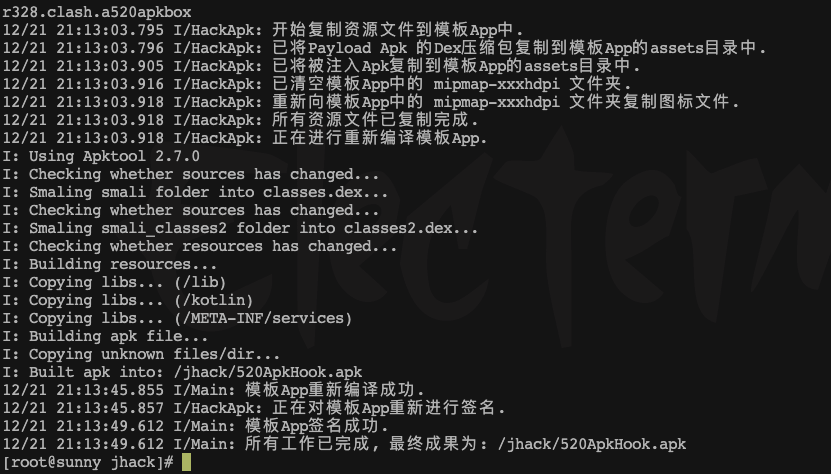 r328.clash.a520apkbox
12/21 21:13:03.795 I/HackApk: 开始复制资源文件到模板App中.
12/21 21:13:03.796 I/HackApk: 已将Payload Apk 的Dex压缩包复制到模板App的assets目录中.
12/21 21:13:03.905 I/HackApk: 已将被注入Apk复制到模板App的assets目录中.
12/21 21:13:03.916 I/HackApk: 已清空模板App中的 mipmap-xxxhdpi 文件夹.
12/21 21:13:03.918 I/HackApk: 重新向模板App中的 mipmap-xxxhdpi 文件夹复制图标文件.
12/21 21:13:03.918 I/HackApk: 所有资源文件已复制完成.
12/21 21:13:03.918 I/HackApk: 正在进行重新编译模板App.
I: Using Apktool 2.7.0
I: Checking whether sources has changed...
I: Smaling smali folder into classes.dex...
I: Checking whether sources has changed...
I: Smaling smali_classes2 folder into classes2.dex...
I: Checking whether resources has changed...
I: Building resources...
I: Copying libs... (/lib)
I: Copying libs... (/kotlin)
I: Copying libs... (/META-INF/services)
I: Building apk file...
I: Copying unknown files/dir...
I: Built apk into: /jhack/520ApkHook.apk
12/21 21:13:45.855 I/Main: 模板App重新编译成功.
12/21 21:13:45.857 I/HackApk: 正在对模板App重新进行签名.
12/21 21:13:49.612 I/Main: 模板App签名成功.
12/21 21:13:49.612 I/Main: 所有工作已完成, 最终成果为: /jhack/520ApkHook.apk
[root@sunny jhack]#